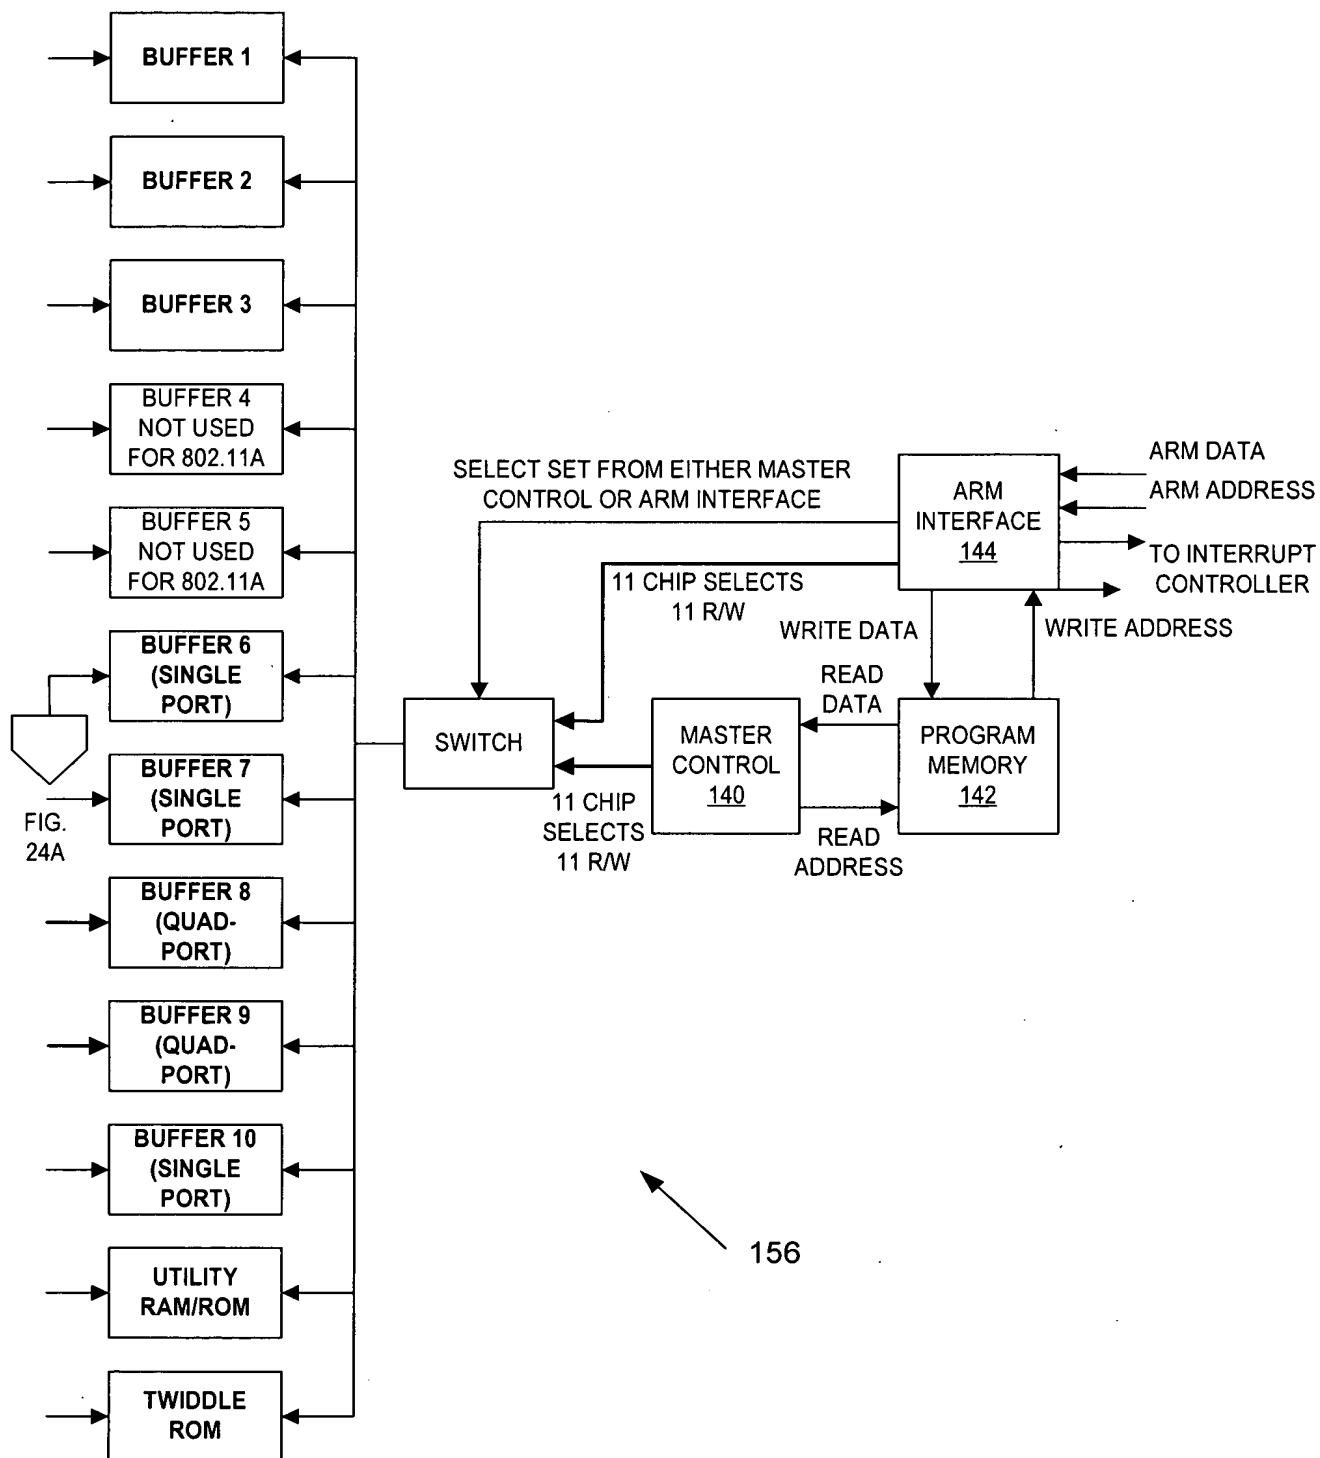 BUFFER 1
BUFFER 2
BUFFER 3
BUFFER 4
NOT USED
FOR 802.11A
BUFFER 5
NOT USED
FOR 802.11A
BUFFER 6
(SINGLE
PORT)
BUFFER 7
(SINGLE
PORT)
FIG.
24A
BUFFER 8
(QUAD-
PORT)
BUFFER 9
(QUAD-
PORT)
BUFFER 10
(SINGLE
PORT)
UTILITY
RAM/ROM
TWIDDLE
ROM
SELECT SET FROM EITHER MASTER
CONTROL OR ARM INTERFACE
11 CHIP SELECTS
11 R/W
SWITCH
11 CHIP
SELECTS
11 R/W
MASTER
CONTROL
140
READ
DATA
READ
ADDRESS
WRITE DATA
ARM
INTERFACE
144
PROGRAM
MEMORY
142
ARM DATA
ARM ADDRESS
TO INTERRUPT
CONTROLLER
WRITE ADDRESS
156